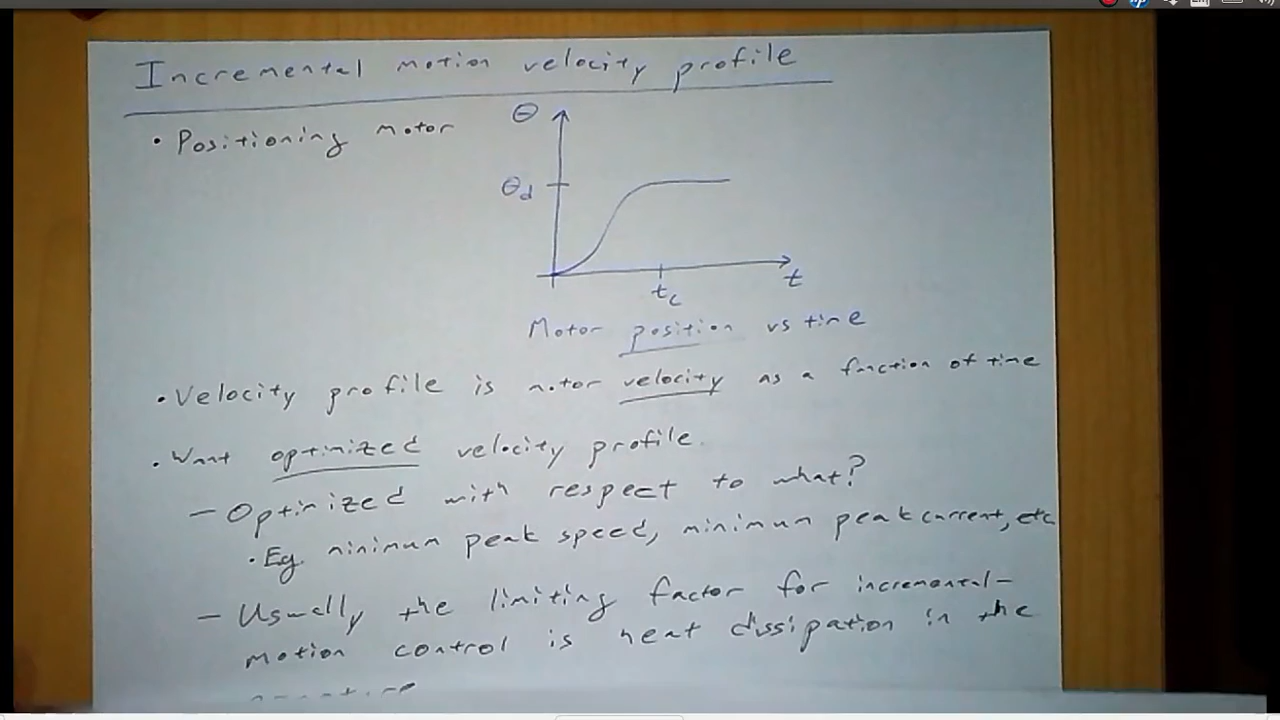 Incremental motion velocity profile
• Positioning motor
Θ
Θd
tc
t
Motor position vs time
• Velocity profile is motor velocity as a function of time
• Want optimized velocity profile.
— Optimized with respect to what?
• Eg. minimum peak speed, minimum peak current, etc
— Usually the limiting factor for incremental-
motion control is heat dissipation in the